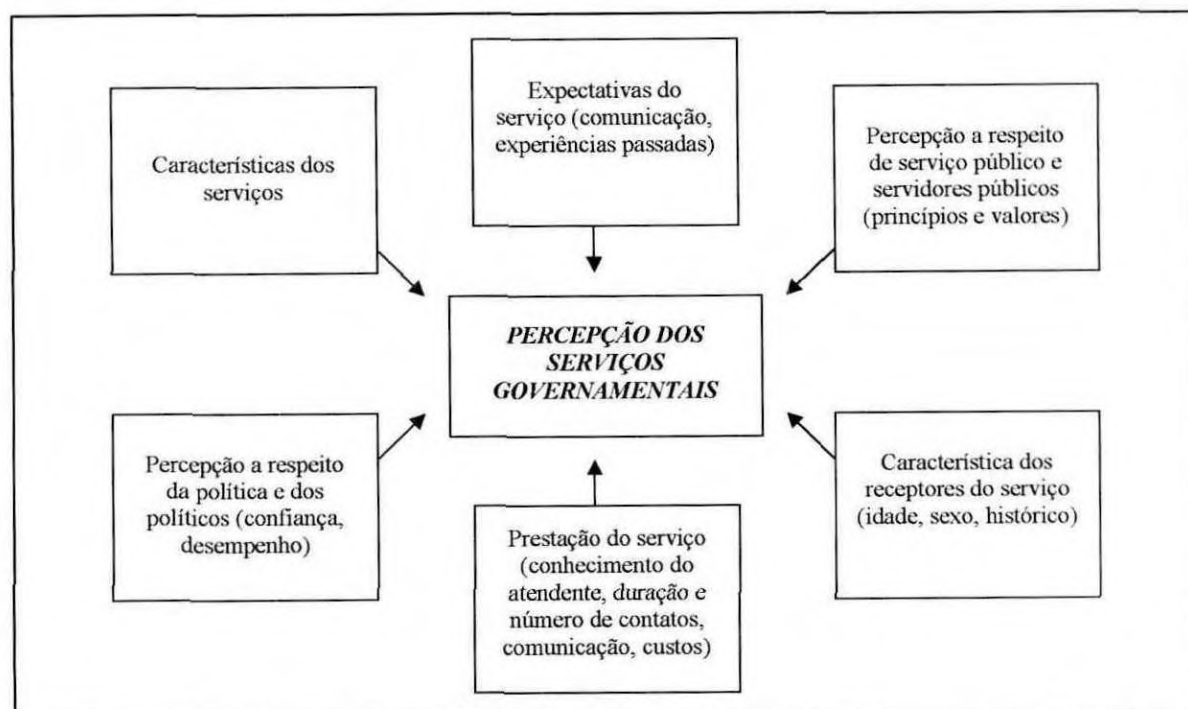 Características dos
serviços
Expectativas do
serviço (comunicação,
experiências passadas)
Percepção a respeito
de serviço público e
servidores públicos
(princípios e valores)
PERCEPÇÃO DOS
SERVIÇOS
GOVERNAMENTAIS
Percepção a respeito
da política e dos
políticos (confiança,
desempenho)
Prestação do serviço
(conhecimento do
atendente, duração e
número de contatos,
comunicação, custos)
Característica dos
receptores do serviço
(idade, sexo, histórico)